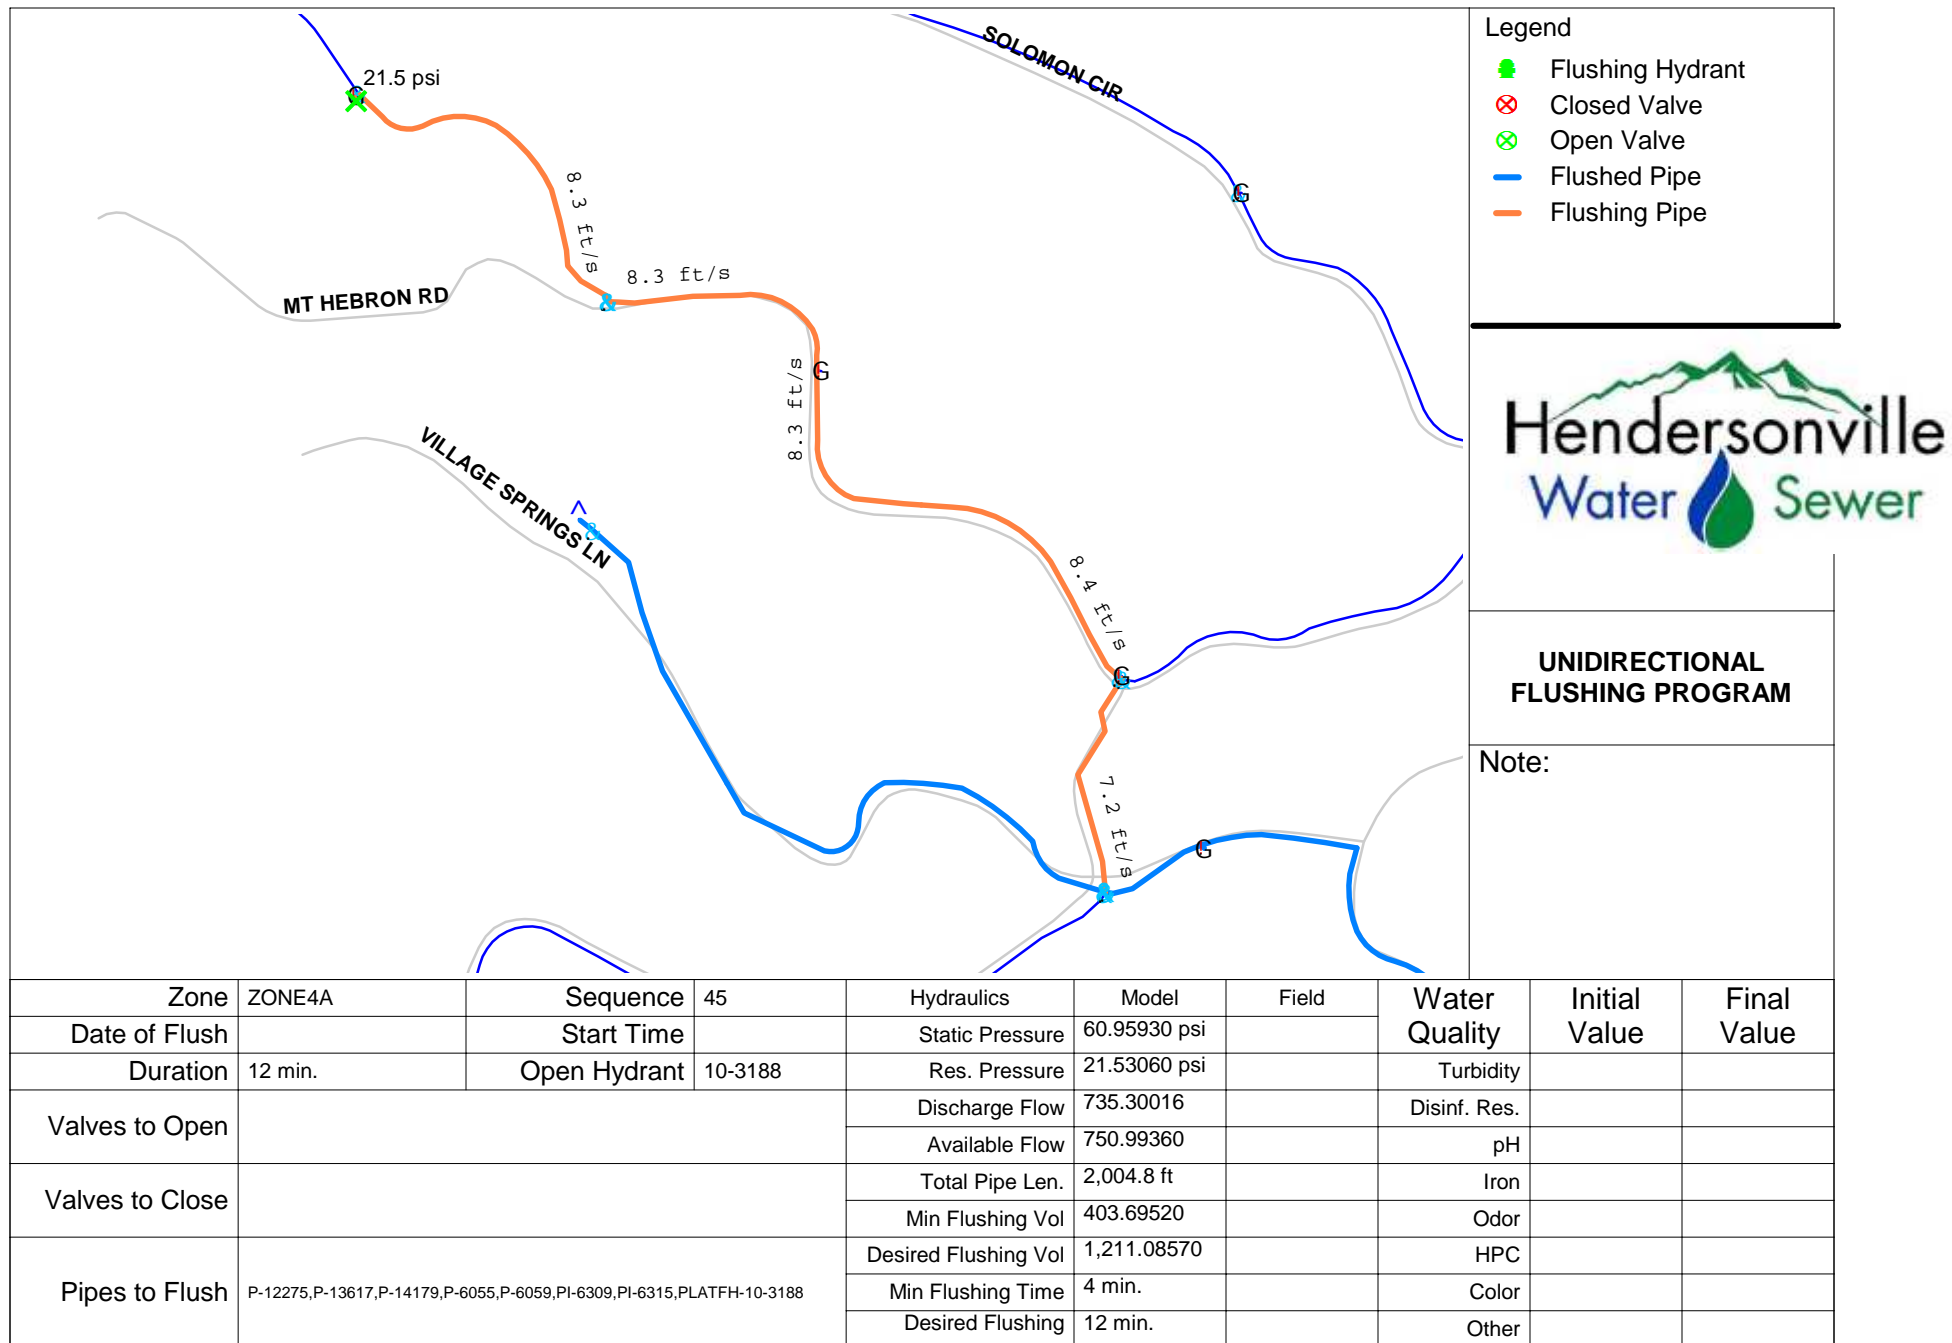 21.5 psi
SOLOMON CIR
G
8.3 ft/s
8.3 ft/s
MT HEBRON RD
&
8.3 ft/s
G
VILLAGE SPRINGS LN
^
&
8.4 ft/s
G
7.2 ft/s
G
&
Legend
Flushing Hydrant
Closed Valve
Open Valve
Flushed Pipe
Flushing Pipe
Hendersonville
Water Sewer
UNIDIRECTIONAL
FLUSHING PROGRAM
Note:
Zone ZONE4A Sequence 45
Date of Flush Start Time
Duration 12 min. Open Hydrant 10-3188
Valves to Open
Valves to Close
Pipes to Flush P-12275,P-13617,P-14179,P-6055,P-6059,PI-6309,PI-6315,PLATFH-10-3188
Hydraulics Model Field
Static Pressure 60.95930 psi
Res. Pressure 21.53060 psi
Discharge Flow 735.30016
Available Flow 750.99360
Total Pipe Len. 2,004.8 ft
Min Flushing Vol 403.69520
Desired Flushing Vol 1,211.08570
Min Flushing Time 4 min.
Desired Flushing 12 min.
Water Quality Initial Value Final Value
Turbidity
Disinf. Res.
pH
Iron
Odor
HPC
Color
Other